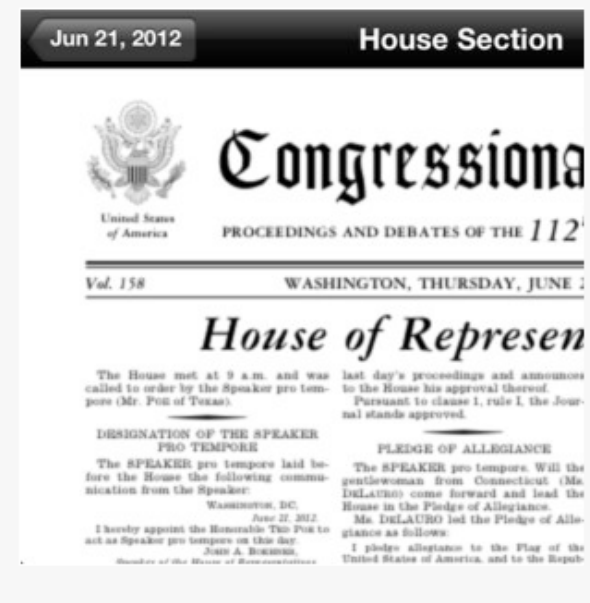 Jun 21, 2012
House Section
Congressiona
United States
of America
PROCEEDINGS AND DEBATES OF THE 112
Vol. 158
WASHINGTON, THURSDAY, JUNE 2
House of Represen
The House met at 9 a.m. and was
called to order by the Speaker pro tem-
pore (Mr. POE of Texas).
DESIGNATION OF THE SPEAKER
PRO TEMPORE
The SPEAKER pro tempore laid be-
fore the House the following commu-
nication from the Speaker:
WASHINGTON, DC,
June 21, 2012.
I hereby appoint the Honorable TED POE to
act as Speaker pro tempore on this day.
JOHN A. BOEHNER,
Speaker of the House of Representatives.
last day's proceedings and announces
to the House his approval thereof.
Pursuant to clause 1, rule I, the Jour-
nal stands approved.
PLEDGE OF ALLEGIANCE
The SPEAKER pro tempore. Will the
gentlewoman from Connecticut (Ms.
DELAURO) come forward and lead the
House in the Pledge of Allegiance.
Ms. DELAURO led the Pledge of Alle-
giance as follows:
I pledge allegiance to the Flag of the
United States of America, and to the Repub-